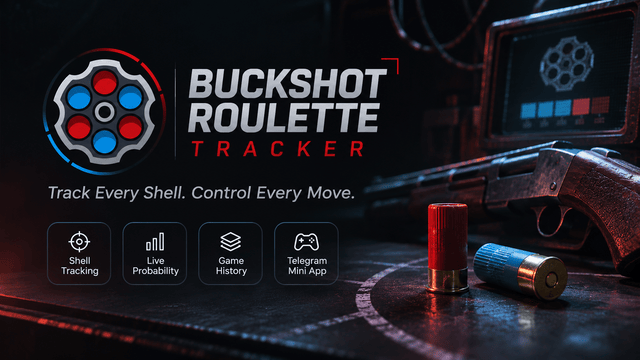 BUCKSHOT
ROULETTE
TRACKER
Track Every Shell. Control Every Move.
Shell
Tracking
Live
Probability
Game
History
Telegram
Mini App